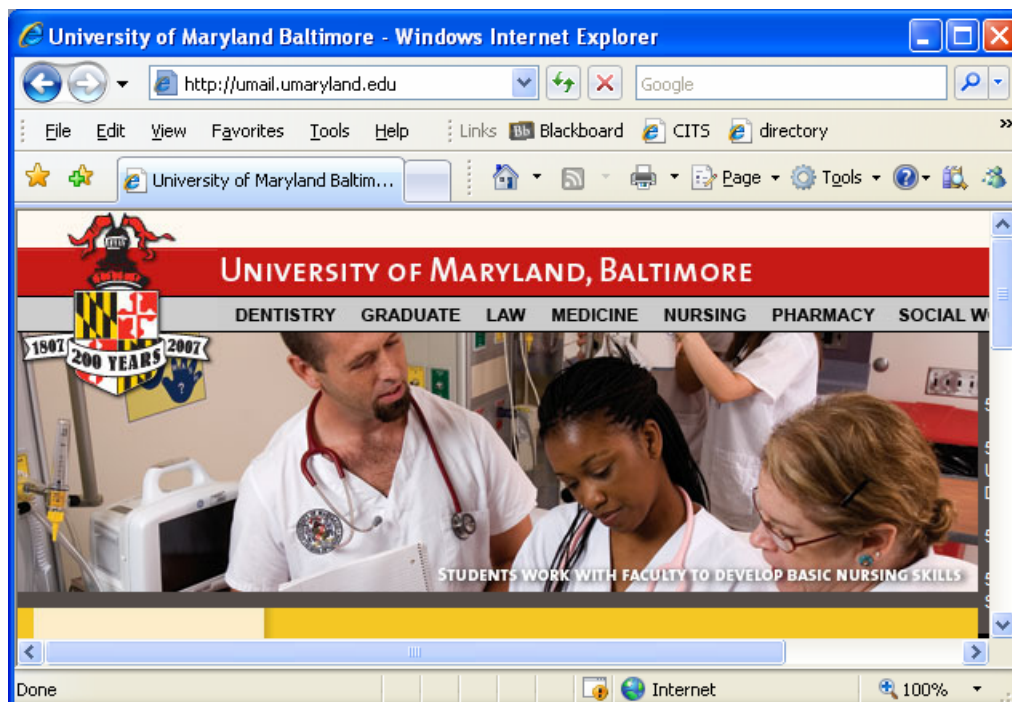 University of Maryland Baltimore - Windows Internet Explorer
http://umail.umaryland.edu
Google
File Edit View Favorites Tools Help Links Bb Blackboard CITS directory
University of Maryland Baltim... Page Tools
UNIVERSITY OF MARYLAND, BALTIMORE
DENTISTRY GRADUATE LAW MEDICINE NURSING PHARMACY SOCIAL W
1807 200 YEARS 2007
STUDENTS WORK WITH FACULTY TO DEVELOP BASIC NURSING SKILLS
Done Internet 100%